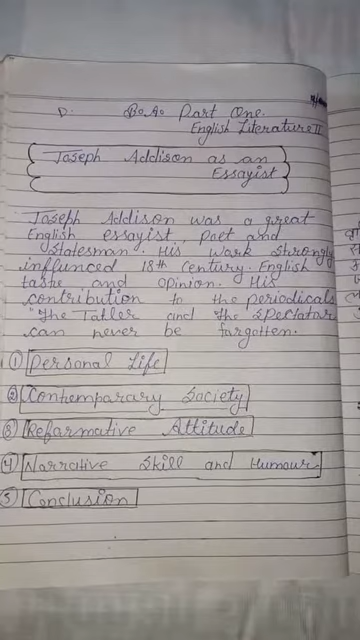 D. B.A. Part One.
English Literature II
Joseph Addison as an
Essayist
Joseph Addison was a great
English essayist, Poet and
Statesman. His work strongly
influnced 18th Century. English
taste and opinion. His
contribution to the periodicals
"The Tatler and The Spectator
can never be forgotten.
① Personal Life
② Contemparary Society
③ Reformative Attitude
④ Narrative Skill and Humour
⑤ Conclusion